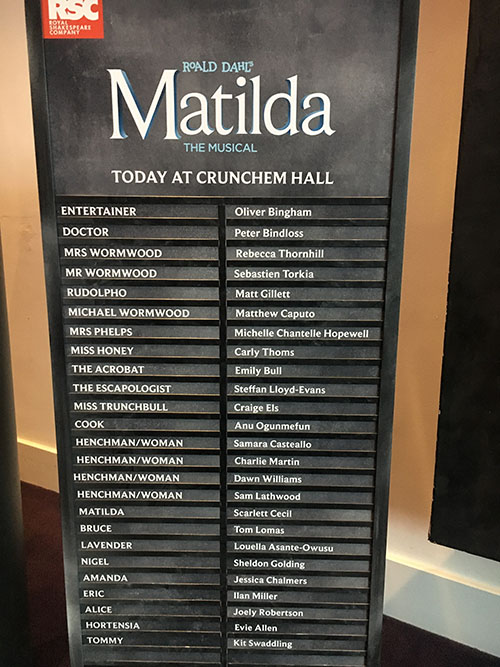 RSC
ROYAL
SHAKESPEARE
COMPANY
ROALD DAHL'S
Matilda
THE MUSICAL
TODAY AT CRUNCHEM HALL
ENTERTAINER Oliver Bingham
DOCTOR Peter Bindloss
MRS WORMWOOD Rebecca Thornhill
MR WORMWOOD Sebastien Torkia
RUDOLPHO Matt Gillett
MICHAEL WORMWOOD Matthew Caputo
MRS PHELPS Michelle Chantelle Hopewell
MISS HONEY Carly Thoms
THE ACROBAT Emily Bull
THE ESCAPOLOGIST Steffan Lloyd-Evans
MISS TRUNCHBULL Craige Els
COOK Anu Ogunmefun
HENCHMAN/WOMAN Samara Casteallo
HENCHMAN/WOMAN Charlie Martin
HENCHMAN/WOMAN Dawn Williams
HENCHMAN/WOMAN Sam Lathwood
MATILDA Scarlett Cecil
BRUCE Tom Lomas
LAVENDER Louella Asante-Owusu
NIGEL Sheldon Golding
AMANDA Jessica Chalmers
ERIC Ilan Miller
ALICE Joely Robertson
HORTENSIA Evie Allen
TOMMY Kit Swaddling